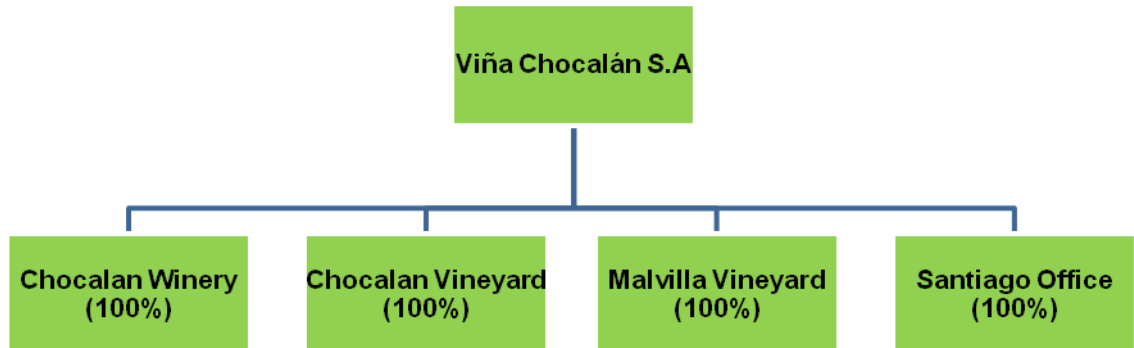 Viña Chocalán S.A
Chocalan Winery
(100%)
Chocalan Vineyard
(100%)
Malvilla Vineyard
(100%)
Santiago Office
(100%)